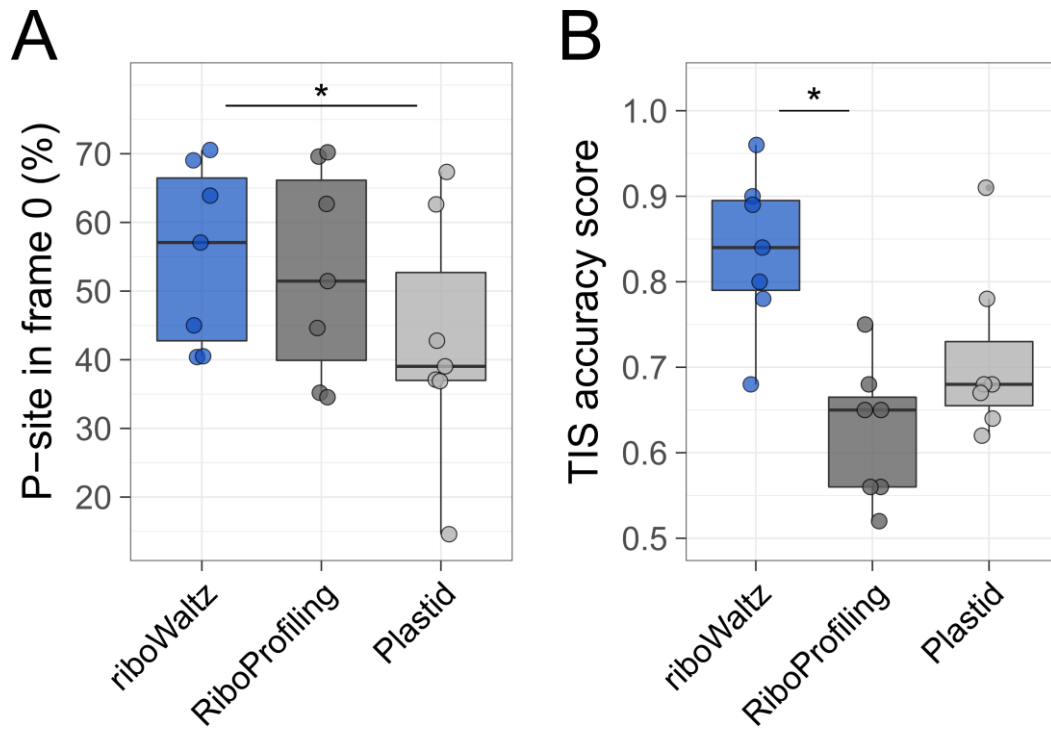 A
P−site in frame 0 (%)
70
60
50
40
30
20
*
riboWaltz
RiboProfiling
Plastid
B
TIS accuracy score
1.0
0.9
0.8
0.7
0.6
0.5
*
riboWaltz
RiboProfiling
Plastid